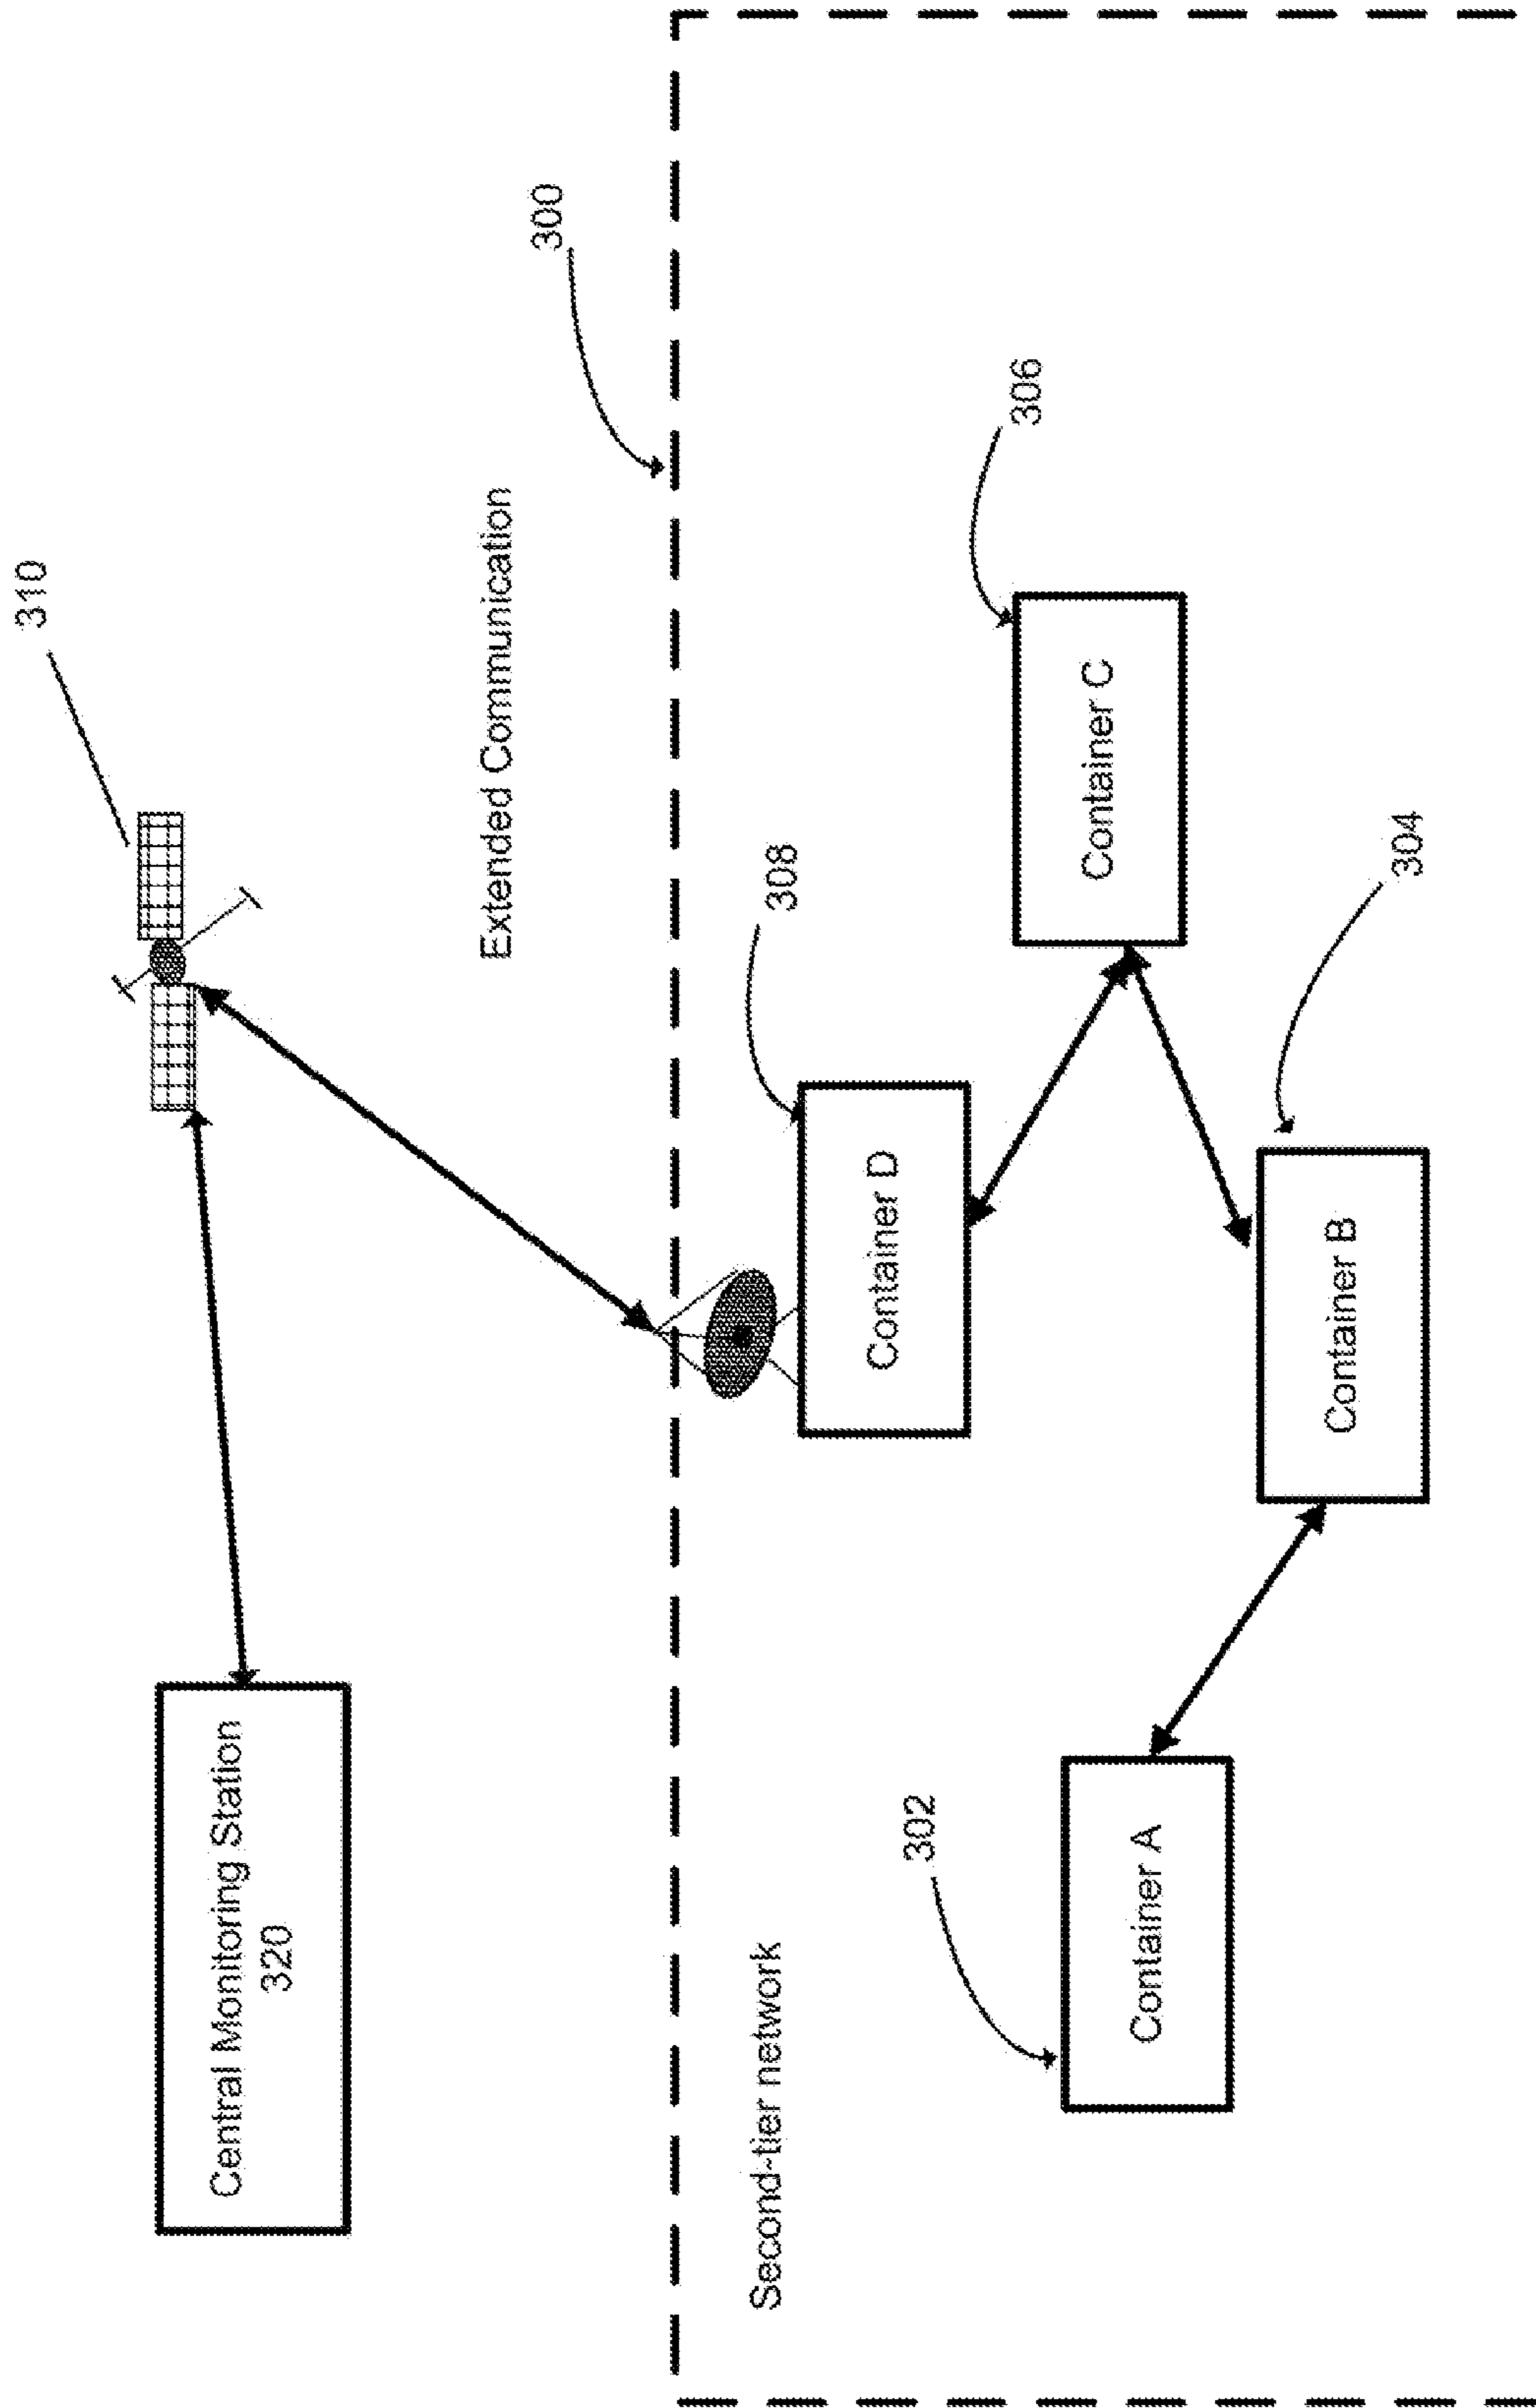 310
Central Monitoring Station
320
Extended Communication
300
Second-tier network
308
Container D
302
306
Container C
Container A
304
Container B